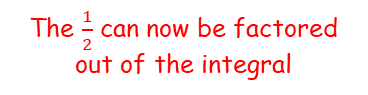 The 1/2 can now be factored
out of the integral